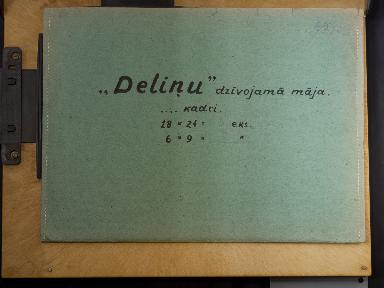 „Deliņu” dzīvojamā māja.
.... kadri.
18 × 24 - eks.
6 × 9 " "